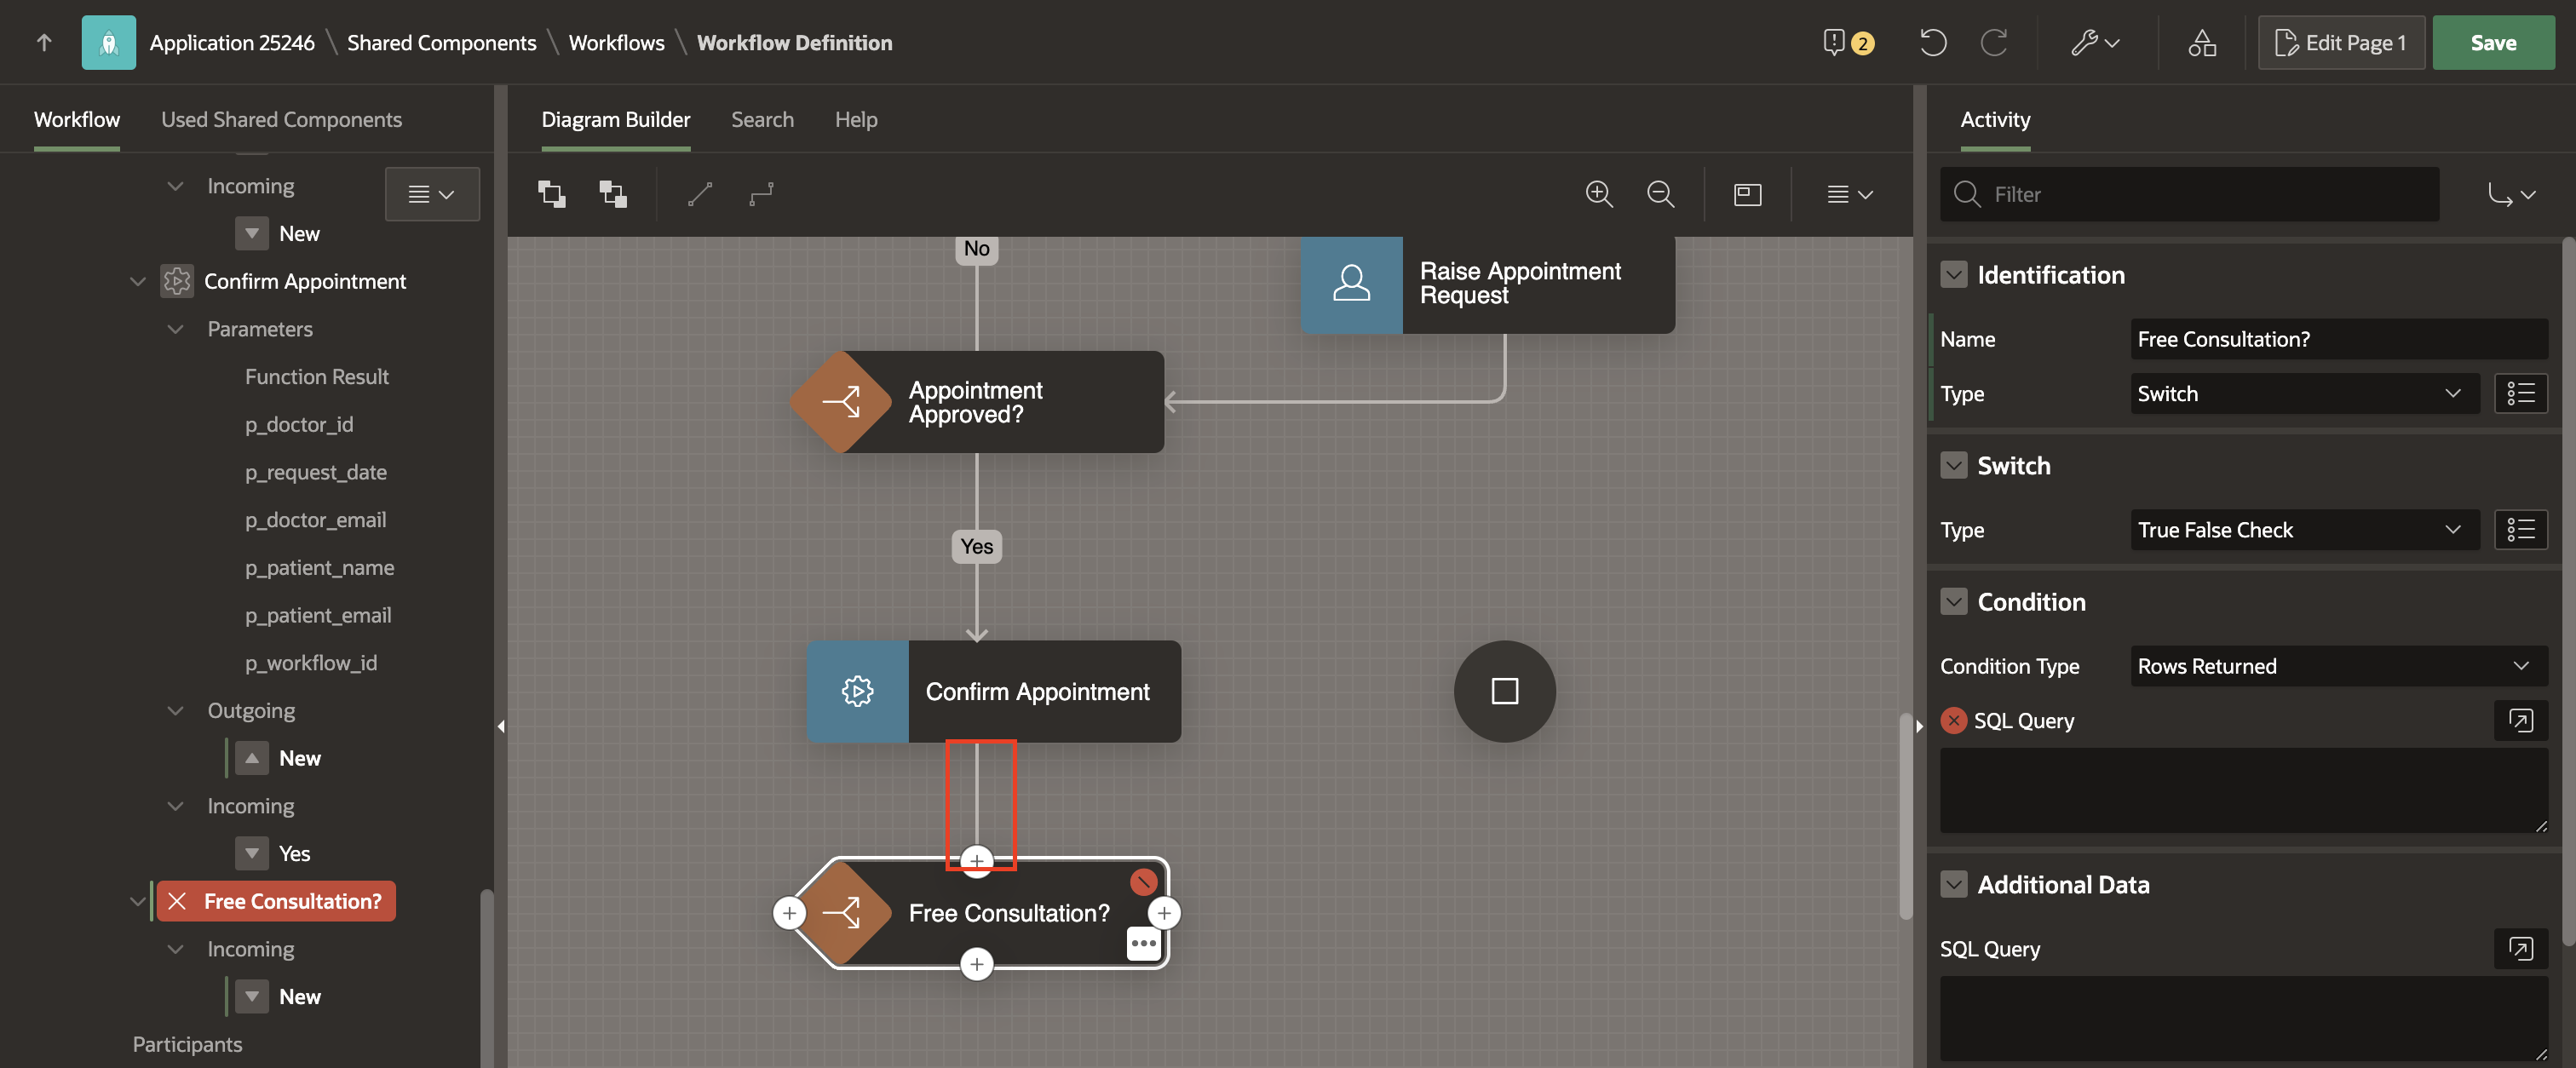 Application 25246 \ Shared Components \ Workflows \ Workflow Definition
2
Edit Page 1
Save
Workflow
Used Shared Components
Incoming
New
Confirm Appointment
Parameters
Function Result
p_doctor_id
p_request_date
p_doctor_email
p_patient_name
p_patient_email
p_workflow_id
Outgoing
New
Incoming
Yes
Free Consultation?
Incoming
New
Participants
Diagram Builder
Search
Help
No
Raise Appointment
Request
Appointment
Approved?
Yes
Confirm Appointment
Free Consultation?
Activity
Filter
Identification
Name
Free Consultation?
Type
Switch
Switch
Type
True False Check
Condition
Condition Type
Rows Returned
SQL Query
Additional Data
SQL Query